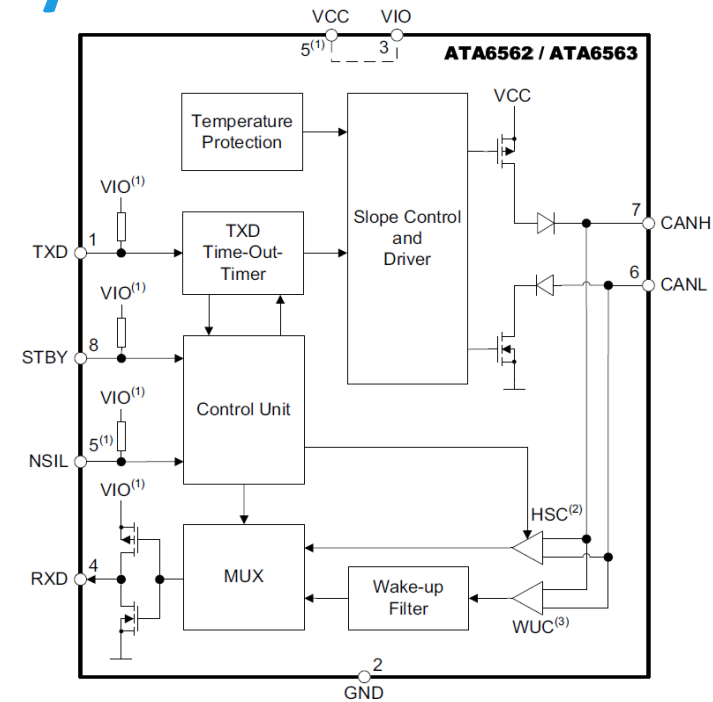 VCC VIO
5(1) 3
ATA6562 / ATA6563
VCC
Temperature
Protection
VIO(1)
TXD
1
TXD
Time-Out-
Timer
Slope Control
and
Driver
7
CANH
6
CANL
VIO(1)
STBY
8
Control Unit
VIO(1)
5(1)
NSIL
VIO(1)
HSC(2)
RXD
4
MUX
Wake-up
Filter
WUC(3)
2
GND